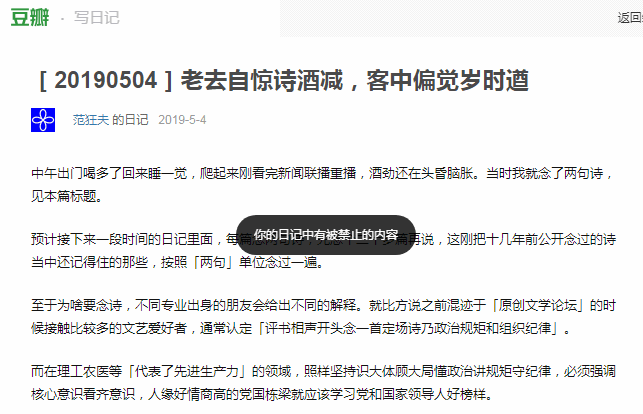 豆瓣 · 写日记
返回
[ 20190504 ] 老去自惊诗酒减，客中偏觉岁时遒
范狂夫 的日记 2019-5-4
中午出门喝多了回来睡一觉，爬起来刚看完新闻联播重播，酒劲还在头昏脑胀。当时我就念了两句诗，
见本篇标题。
预计接下来一段时间的日记里面，每篇
再说，这刚把十几年前公开念过的诗
你的日记中有被禁止的内容
当中还记得住的那些，按照「两句」单位念过一遍。
至于为啥要念诗，不同专业出身的朋友会给出不同的解释。就比方说之前混迹于「原创文学论坛」的时
候接触比较多的文艺爱好者，通常认定「评书相声开头念一首定场诗乃政治规矩和组织纪律」。
而在理工农医等「代表了先进生产力」的领域，照样坚持识大体顾大局懂政治讲规矩守纪律，必须强调
核心意识看齐意识，人缘好情商高的党国栋梁就应该学习党和国家领导人好榜样。